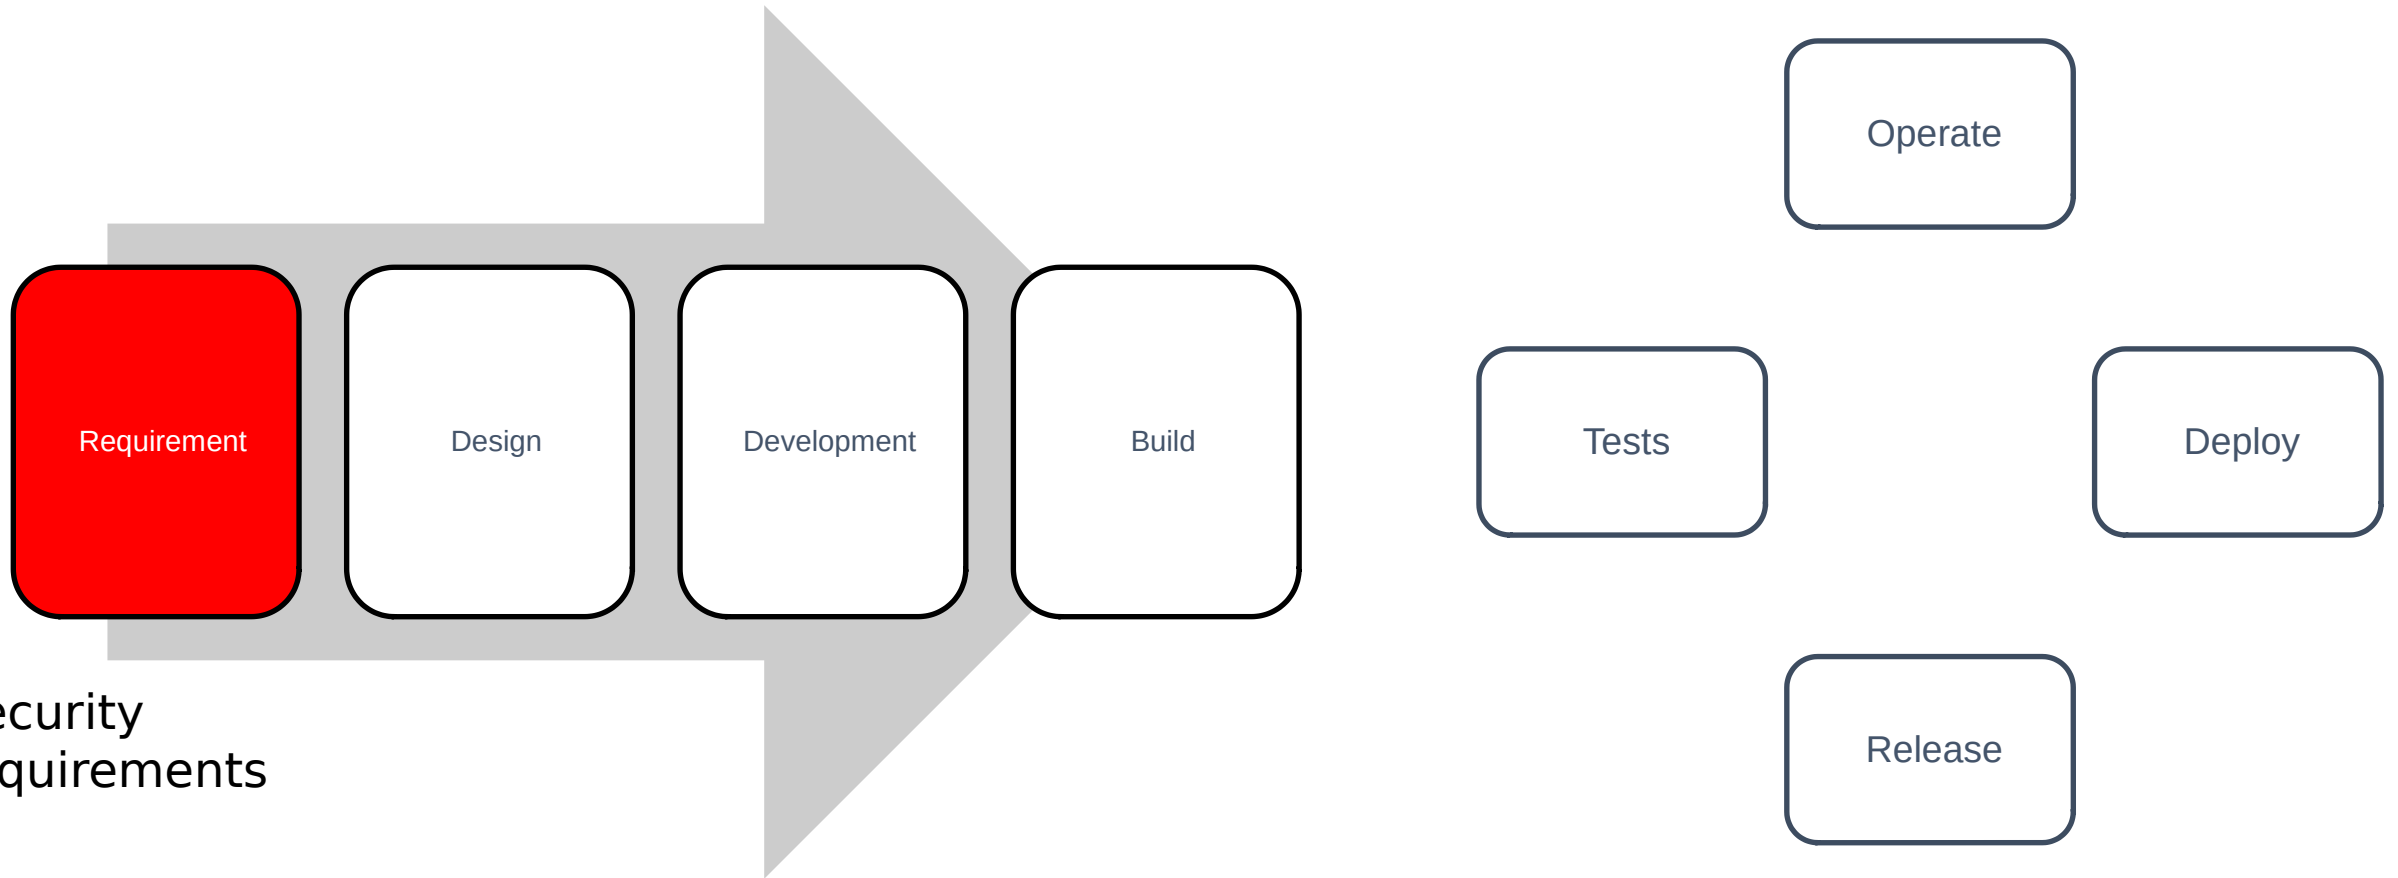 Operate
Requirement
Design
Development
Build
Tests
Deploy
ecurity
quirements
Release